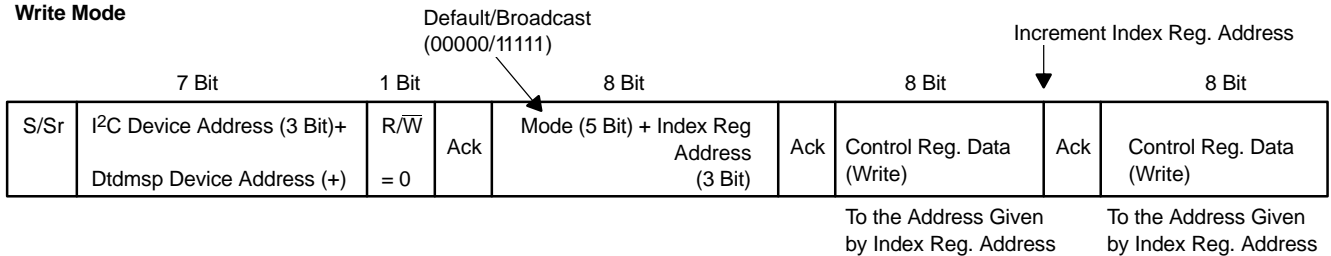 Write Mode
Default/Broadcast
(00000/11111)
Increment Index Reg. Address
7 Bit
1 Bit
8 Bit
8 Bit
8 Bit
S/Sr
I2C Device Address (3 Bit)+
Dtdmsp Device Address (+)
R/W̅
= 0
Ack
Mode (5 Bit) + Index Reg
Address
(3 Bit)
Ack
Control Reg. Data
(Write)
Ack
Control Reg. Data
(Write)
To the Address Given
by Index Reg. Address
To the Address Given
by Index Reg. Address